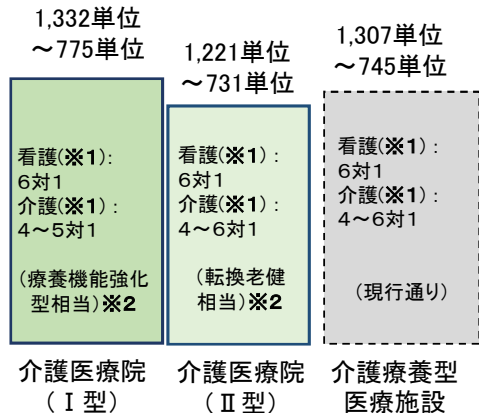 1,332単位
～775単位
看護(※1)：
6対1
介護(※1)：
4～5対1
(療養機能強化
型相当)※2
介護医療院
(Ⅰ型)
1,221単位
～731単位
看護(※1)：
6対1
介護(※1)：
4～6対1
(転換老健
相当)※2
介護医療院
(Ⅱ型)
1,307単位
～745単位
看護(※1)：
6対1
介護(※1)：
4～6対1
(現行通り)
介護療養型
医療施設